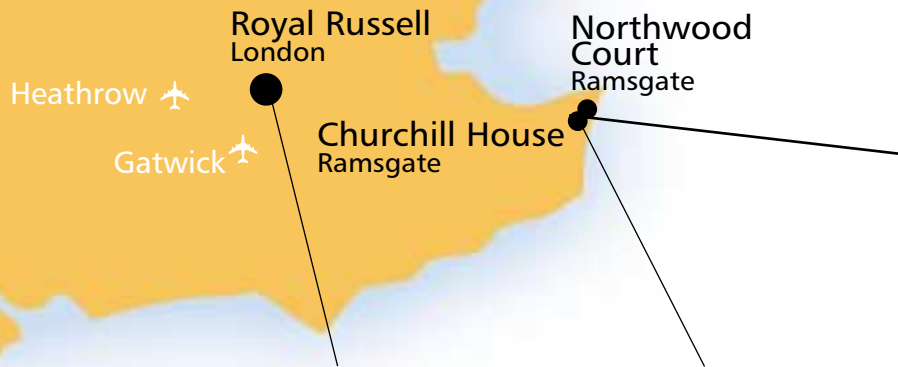 Royal Russell
London
Northwood
Court
Ramsgate
Heathrow
Churchill House
Ramsgate
Gatwick